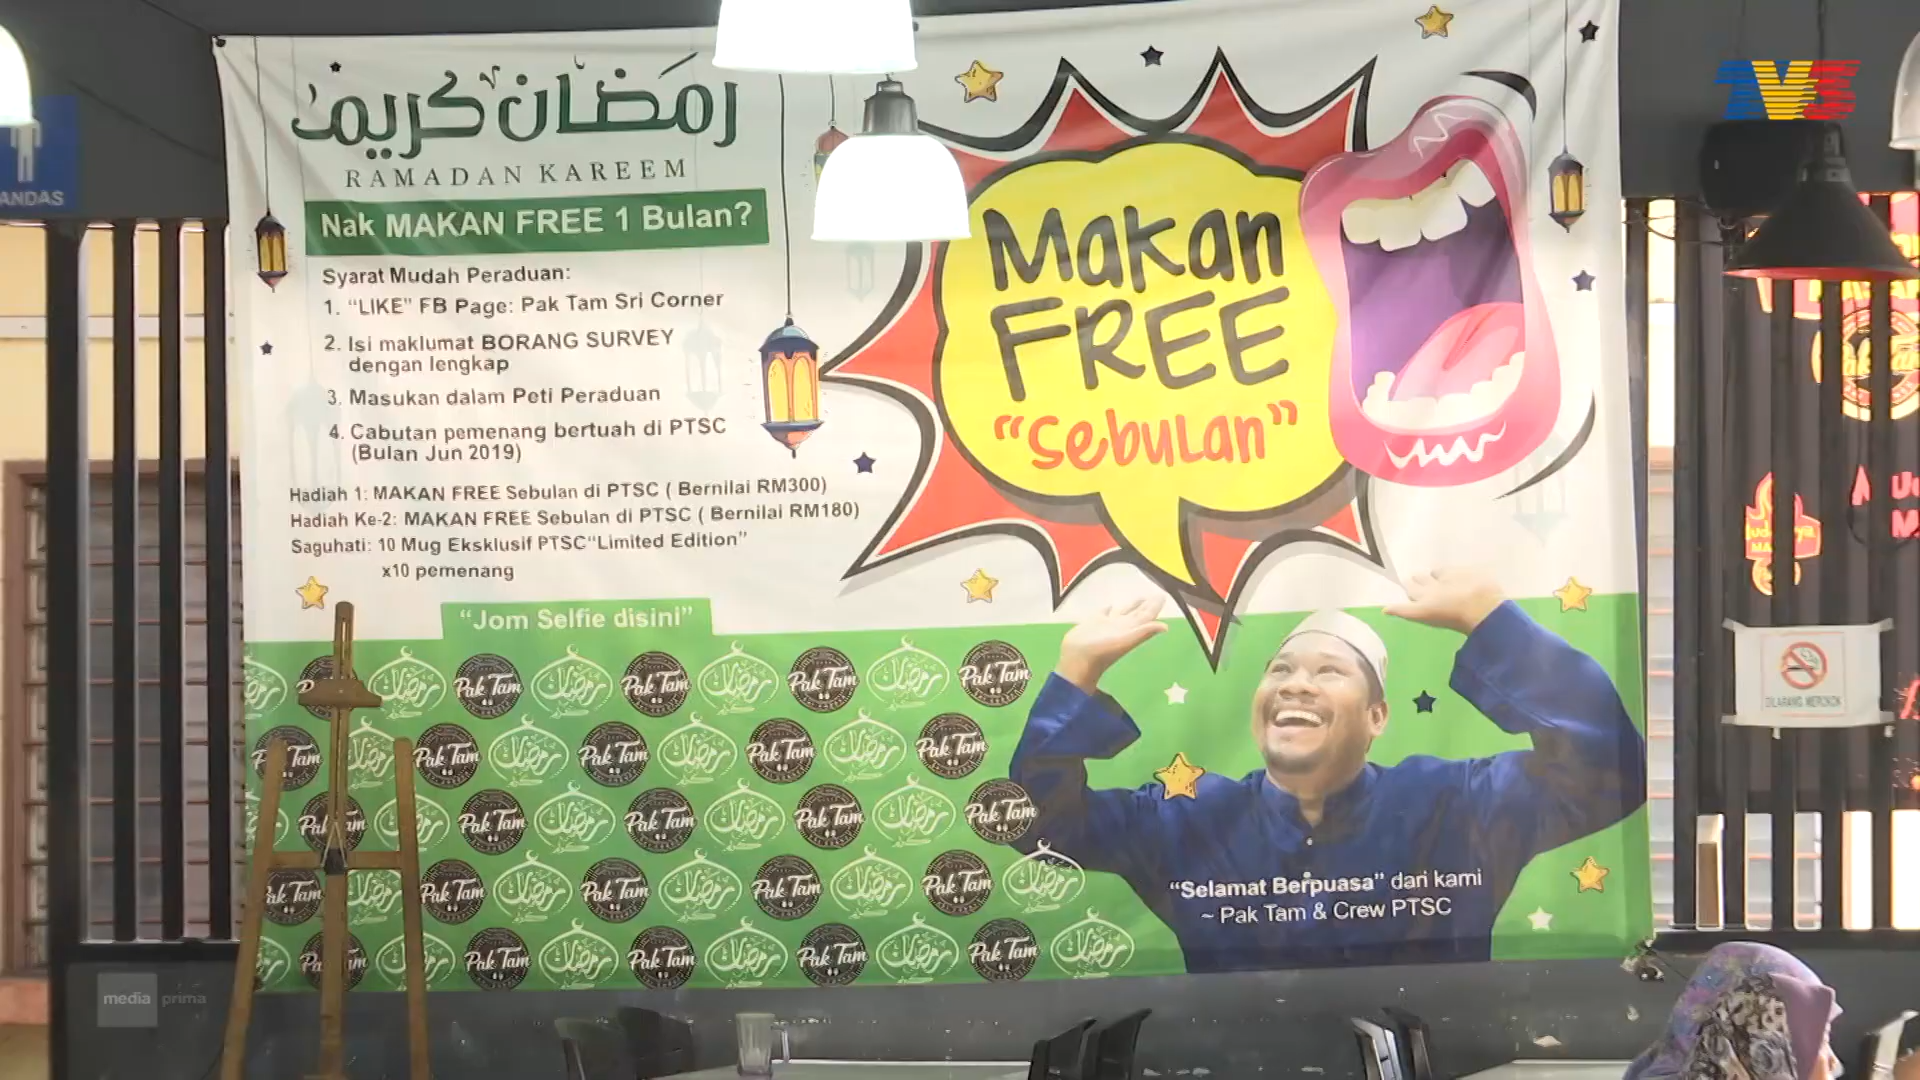 رمضان كريم
RAMADAN KAREEM
Nak MAKAN FREE 1 Bulan?
Syarat Mudah Peraduan:
1. "LIKE" FB Page: Pak Tam Sri Corner
2. Isi maklumat BORANG SURVEY
dengan lengkap
3. Masukan dalam Peti Peraduan
4. Cabutan pemenang bertuah di PTSC
(Bulan Jun 2019)
Hadiah 1: MAKAN FREE Sebulan di PTSC ( Bernilai RM300)
Hadiah Ke-2: MAKAN FREE Sebulan di PTSC ( Bernilai RM180)
Saguhati: 10 Mug Eksklusif PTSC"Limited Edition"
x10 pemenang
"Jom Selfie disini"
Makan
FREE
"Sebulan"
Pak Tam
"Selamat Berpuasa" dari kami
~ Pak Tam & Crew PTSC
ANDAS
TV3
DILARANG MEROKOK
media prima